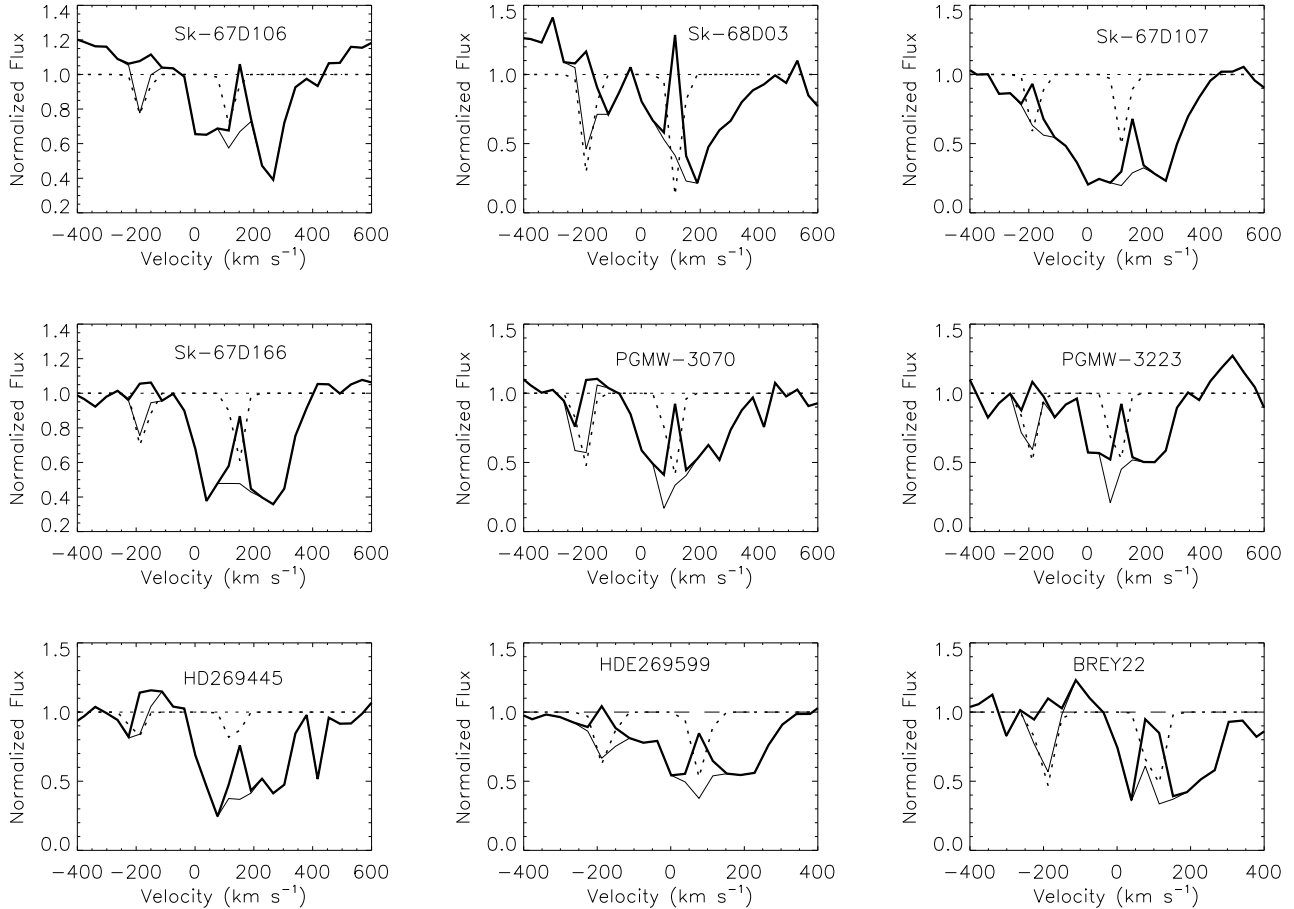 Sk-67D106
Normalized Flux
1.4
1.2
1.0
0.8
0.6
0.4
0.2
-400 -200 0 200 400 600
Velocity (km s⁻¹)
Sk-68D03
Normalized Flux
1.5
1.0
0.5
0.0
-400 -200 0 200 400 600
Velocity (km s⁻¹)
Sk-67D107
Normalized Flux
1.5
1.0
0.5
0.0
-400 -200 0 200 400 600
Velocity (km s⁻¹)
Sk-67D166
Normalized Flux
1.4
1.2
1.0
0.8
0.6
0.4
0.2
-400 -200 0 200 400 600
Velocity (km s⁻¹)
PGMW-3070
Normalized Flux
1.5
1.0
0.5
0.0
-400 -200 0 200 400 600
Velocity (km s⁻¹)
PGMW-3223
Normalized Flux
1.5
1.0
0.5
0.0
-400 -200 0 200 400 600
Velocity (km s⁻¹)
HD269445
Normalized Flux
1.5
1.0
0.5
0.0
-400 -200 0 200 400 600
Velocity (km s⁻¹)
HDE269599
Normalized Flux
1.5
1.0
0.5
0.0
-400 -200 0 200 400
Velocity (km s⁻¹)
BREY22
Normalized Flux
1.5
1.0
0.5
0.0
-400 -200 0 200 400
Velocity (km s⁻¹)